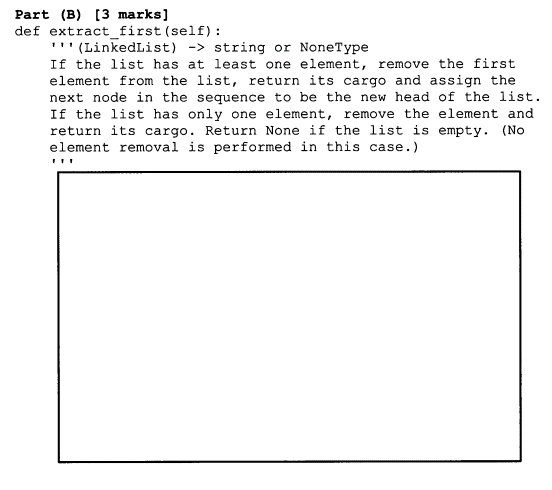 Part (B) [3 marks]
def extract_first(self):
'''(LinkedList) -> string or NoneType
If the list has at least one element, remove the first
element from the list, return its cargo and assign the
next node in the sequence to be the new head of the list.
If the list has only one element, remove the element and
return its cargo. Return None if the list is empty. (No
element removal is performed in this case.)
'''